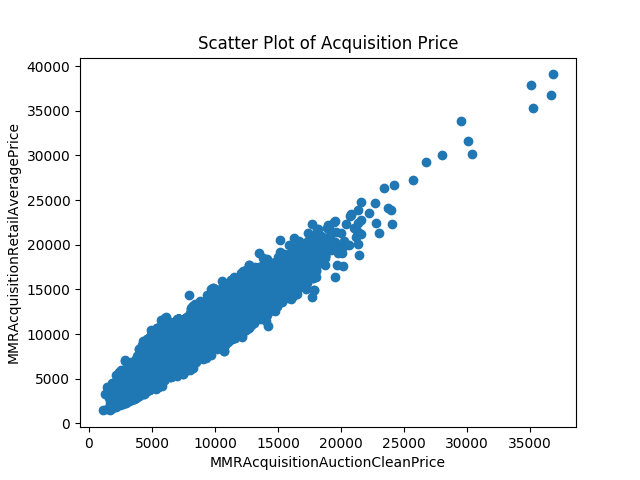 Scatter Plot of Acquisition Price
40000
35000
30000
25000
20000
15000
10000
5000
0
MMRAcquisitionRetailAveragePrice
0 5000 10000 15000 20000 25000 30000 35000
MMRAcquisitionAuctionCleanPrice